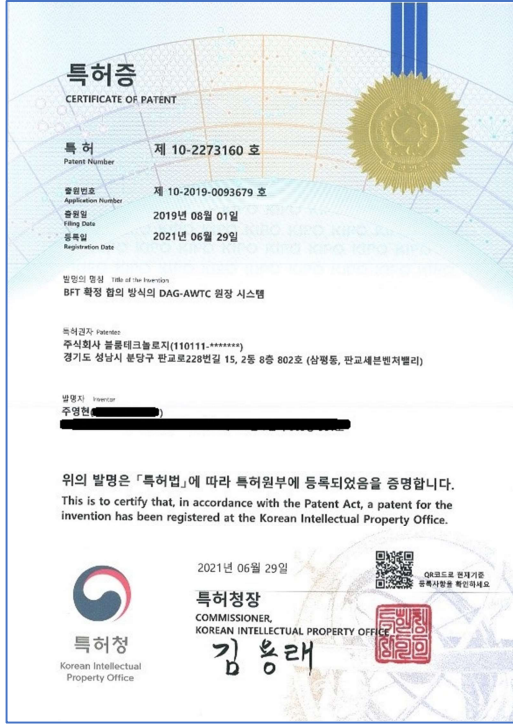 특허증
CERTIFICATE OF PATENT
특 허 제 10-2273160 호
Patent Number
출원번호 제 10-2019-0093679 호
Application Number
출원일 2019년 08월 01일
Filing Date
등록일 2021년 06월 29일
Registration Date
발명의 명칭 Title of the Invention
BFT 확정 합의 방식의 DAG-AWTC 원장 시스템
특허권자 Patentee
주식회사 블룸테크놀로지(110111-*******)
경기도 성남시 분당구 판교로228번길 15, 2동 8층 802호 (삼평동, 판교세븐벤처밸리)
발명자 Inventor
주영현( )
위의 발명은 「특허법」에 따라 특허원부에 등록되었음을 증명합니다.
This is to certify that, in accordance with the Patent Act, a patent for the
invention has been registered at the Korean Intellectual Property Office.
2021년 06월 29일
QR코드로 현재기준
등록사항을 확인하세요
특허청장
COMMISSIONER,
KOREAN INTELLECTUAL PROPERTY OFFICE
김용래
특허청
Korean Intellectual
Property Office